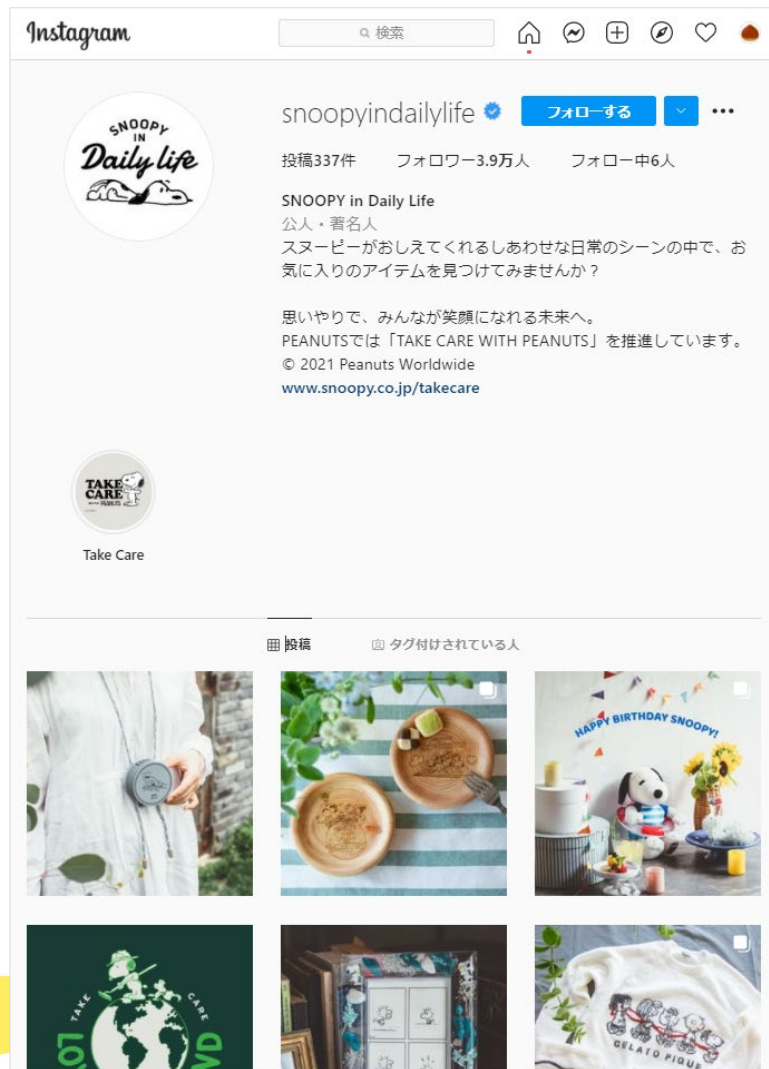 Instagram
検索
SNOOPY
IN
Daily life
snoopyindailylife
フォローする
投稿337件 フォロワー3.9万人 フォロー中6人
SNOOPY in Daily Life
公人・著名人
スヌーピーがおしえてくれるしあわせな日常のシーンの中で、お
気に入りのアイテムを見つけてみませんか？
思いやりで、みんなが笑顔になれる未来へ。
PEANUTSでは「TAKE CARE WITH PEANUTS」を推進しています。
© 2021 Peanuts Worldwide
www.snoopy.co.jp/takecare
TAKE
CARE
PEANUTS
Take Care
投稿 タグ付けされている人
HAPPY BIRTHDAY SNOOPY!
TAKE CARE
GELATO PIQUE